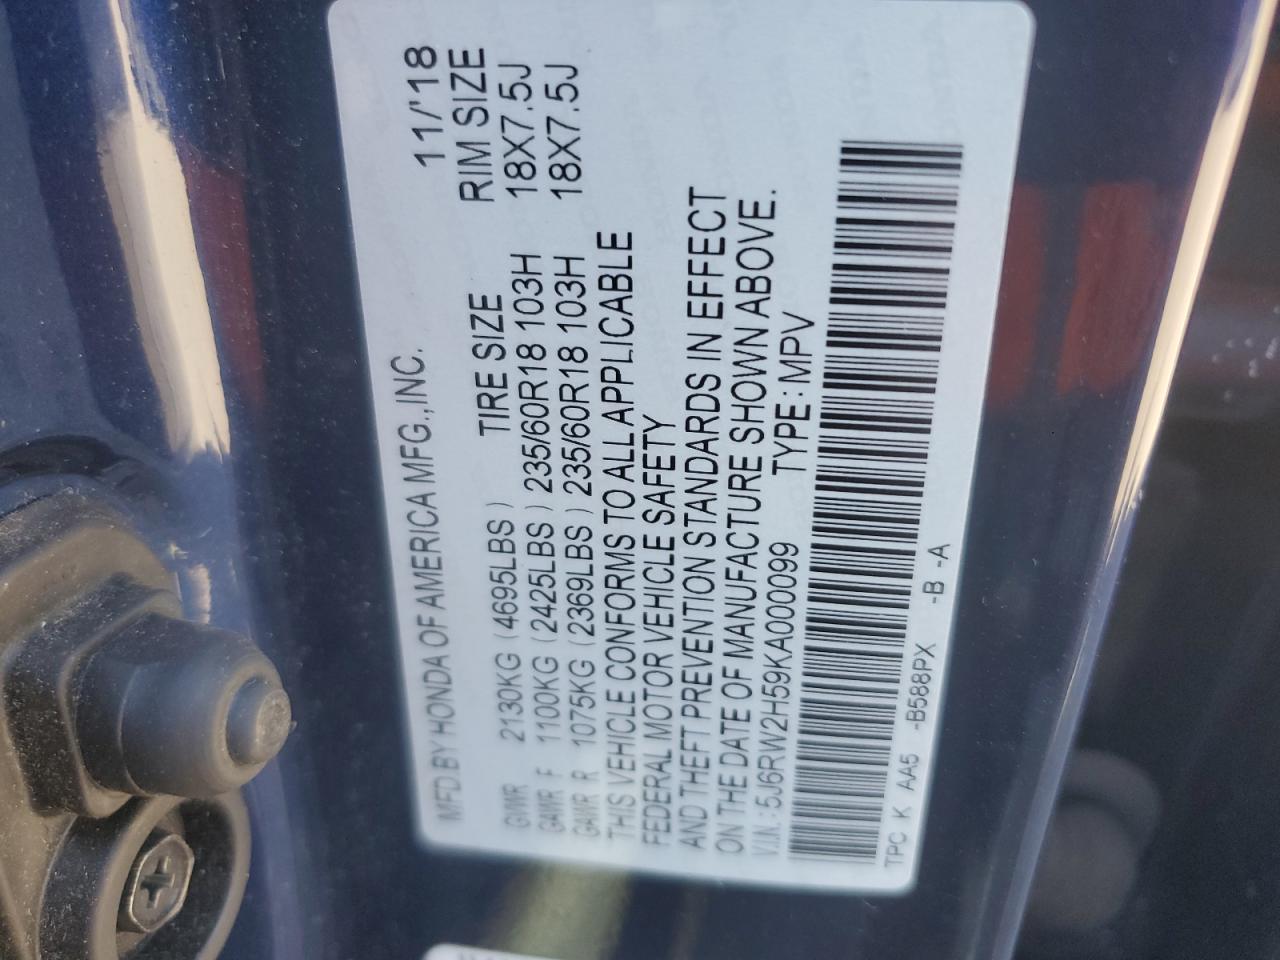 MFD.BY HONDA OF AMERICA MFG.,INC. 11/'18
TIRE SIZE RIM SIZE
GVWR 2130KG (4695LBS)
GAWR F 1100KG (2425LBS) 235/60R18 103H 18X7.5J
GAWR R 1075KG (2369LBS) 235/60R18 103H 18X7.5J
THIS VEHICLE CONFORMS TO ALL APPLICABLE
FEDERAL MOTOR VEHICLE SAFETY
AND THEFT PREVENTION STANDARDS IN EFFECT
ON THE DATE OF MANUFACTURE SHOWN ABOVE.
V.I.N.: 5J6RW2H59KA000099 TYPE: MPV
TPC K AA5 -B588PX -B -A